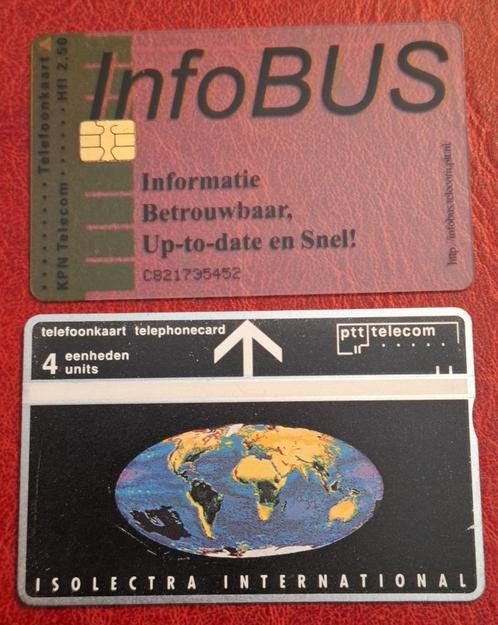 InfoBUS
Telefoonkaart
Hfl 2.50
KPN Telecom
Informatie
Betrouwbaar,
Up-to-date en Snel!
C821795452
http://infobus.telecom.ptt.nl
telefoonkaart telephonecard
4 eenheden
units
ptt telecom
ISOLECTRA INTERNATIONAL